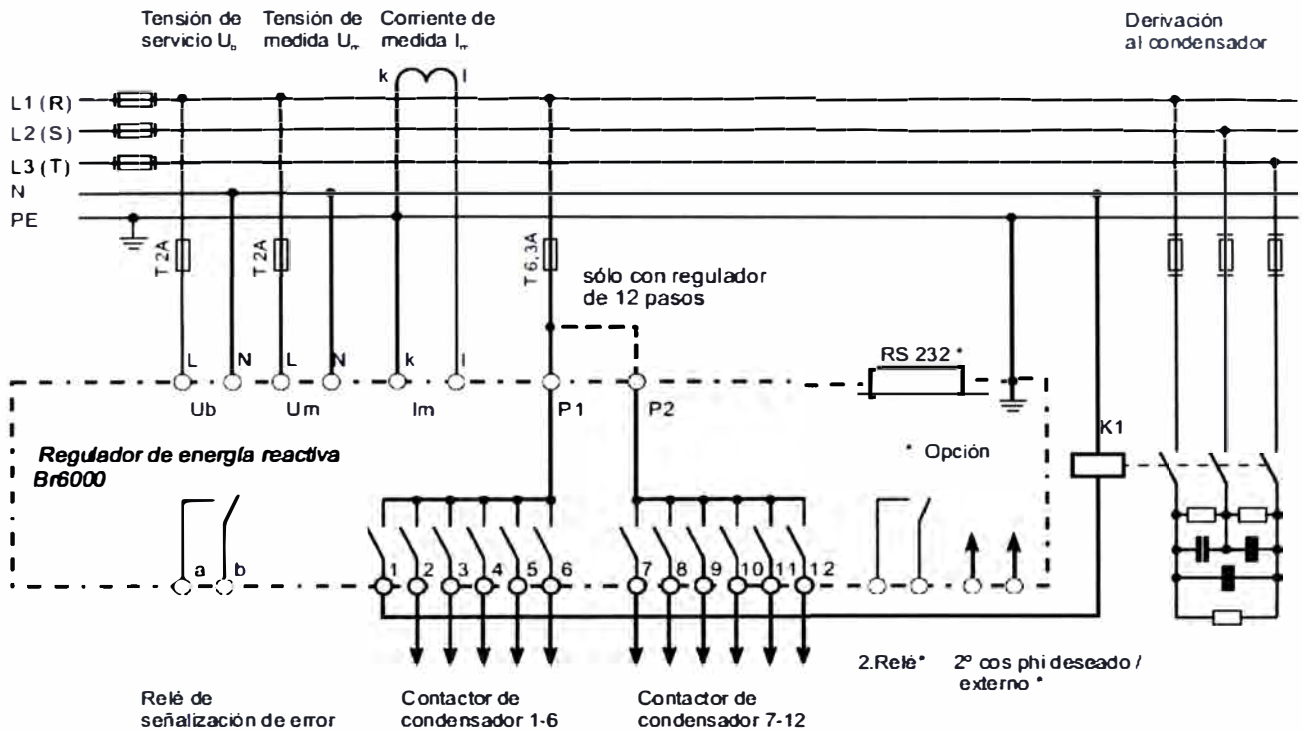 Tensión de
servicio U_b
Tensión de
medida U_m
Corriente de
medida I_m
Derivación
al condensador
k l
L1 (R)
L2 (S)
L3 (T)
N
PE
T 2A
T 2A
T 6,3A
sólo con regulador
de 12 pasos
L N L N k l
RS 232 *
Ub Um Im P1 P2
K1
Regulador de energía reactiva
Br6000
* Opción
a b 1 2 3 4 5 6 7 8 9 10 11 12
2.Relé* 2º cos phi deseado /
externo *
Relé de
señalización de error
Contactor de
condensador 1-6
Contactor de
condensador 7-12